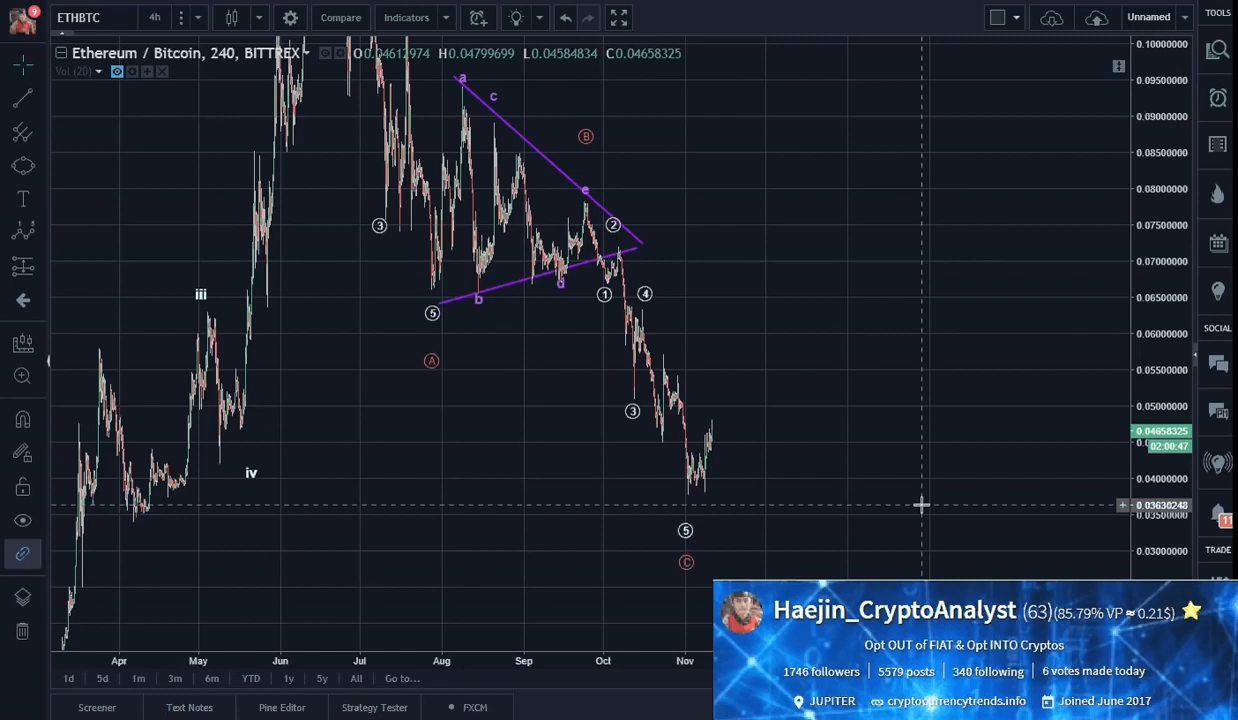 9
ETHBTC 4h Compare Indicators Unnamed TOOLS
Ethereum / Bitcoin, 240, BITTREX O0.04612974 H0.04799699 L0.04584834 C0.04658325
Vol (20)
0.10000000
0.09500000
0.09000000
0.08500000
0.08000000
0.07500000
0.07000000
0.06500000
0.06000000
0.05500000
0.05000000
0.04658325
02:00:47
0.04000000
0.03630248
0.03500000
0.03000000
a
c
B
e
2
3
b
d
1
4
5
A
3
iii
iv
5
C
SOCIAL
11
TRADE
Apr May Jun Jul Aug Sep Oct Nov
1d 5d 1m 3m 6m YTD 1y 5y All Go to...
Screener Text Notes Pine Editor Strategy Tester FXCM
Haejin_CryptoAnalyst (63)(85.79% VP ≈ 0.21$)
Opt OUT of FIAT & Opt INTO Cryptos
1746 followers 5579 posts 340 following 6 votes made today
JUPITER cryptocurrencytrends.info Joined June 2017